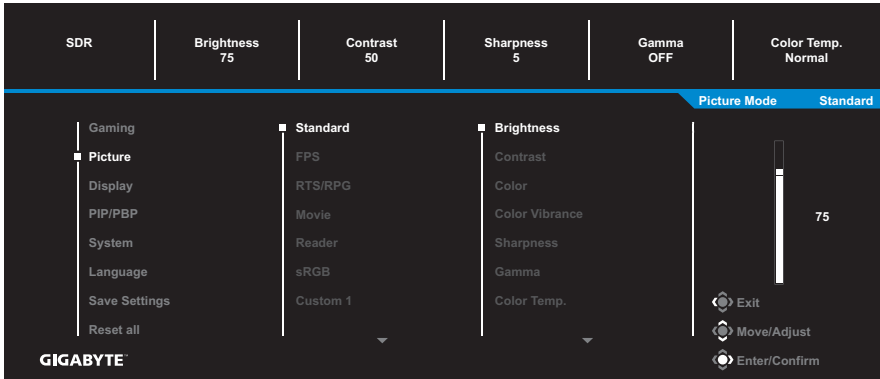 SDR
Brightness
75
Contrast
50
Sharpness
5
Gamma
OFF
Color Temp.
Normal
Picture Mode Standard
Gaming
Picture
Display
PIP/PBP
System
Language
Save Settings
Reset all
Standard
FPS
RTS/RPG
Movie
Reader
sRGB
Custom 1
Brightness
Contrast
Color
Color Vibrance
Sharpness
Gamma
Color Temp.
75
Exit
Move/Adjust
Enter/Confirm
GIGABYTE™